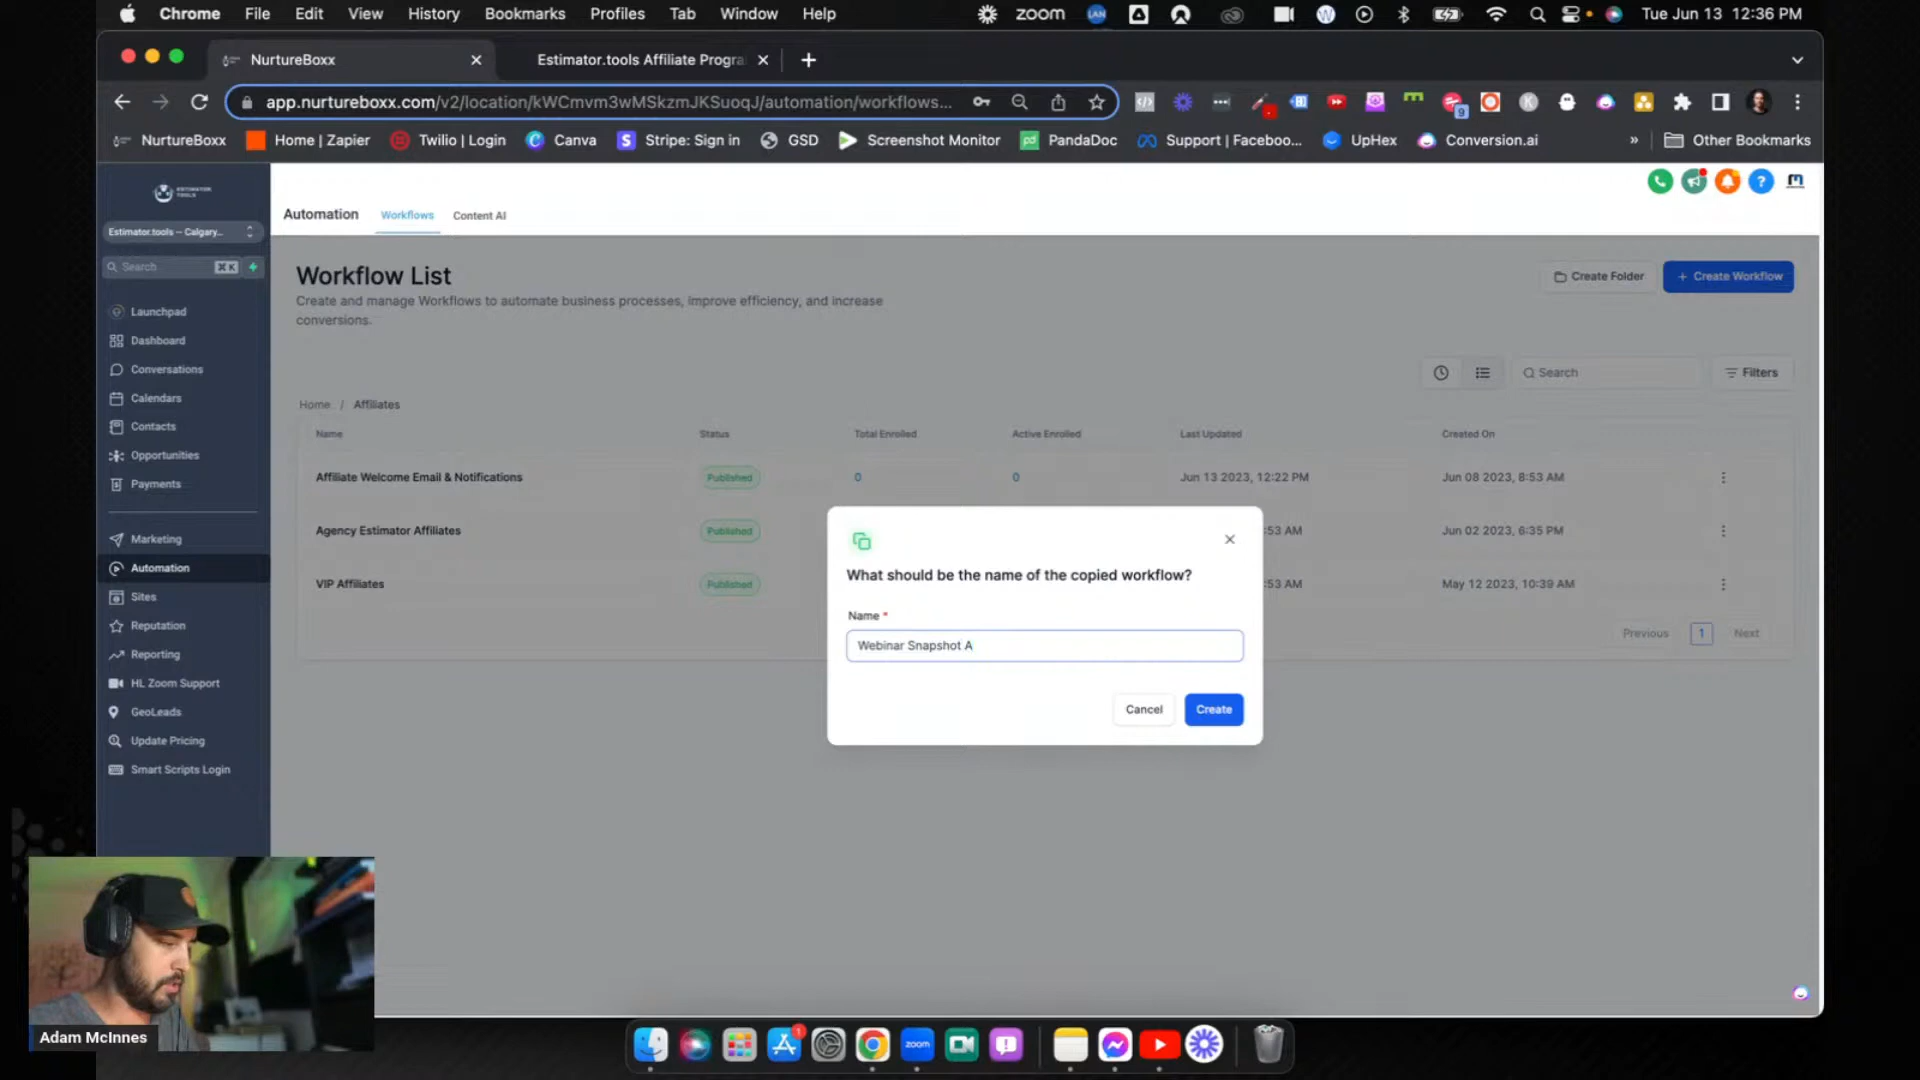 Chrome File Edit View History Bookmarks Profiles Tab Window Help zoom LAN Tue Jun 13 12:36 PM
NurtureBoxx Estimator.tools Affiliate Progra
app.nurtureboxx.com/v2/location/kWCmvm3wMSkzmJKSuoqJ/automation/workflows... 9
NurtureBoxx Home | Zapier Twilio | Login Canva Stripe: Sign in GSD Screenshot Monitor pd PandaDoc Support | Faceboo... UpHex Conversion.ai » Other Bookmarks
ESTIMATOR
TOOLS
Automation Workflows Content AI
Estimator.tools -- Calgary...
Search ⌘ K
Launchpad
Dashboard
Conversations
Calendars
Contacts
Opportunities
Payments
Marketing
Automation
Sites
Reputation
Reporting
HL Zoom Support
GeoLeads
Update Pricing
Smart Scripts Login
Workflow List
Create and manage Workflows to automate business processes, improve efficiency, and increase
conversions.
Create Folder + Create Workflow
Search Filters
Home / Affiliates
Name Status Total Enrolled Active Enrolled Last Updated Created On
Affiliate Welcome Email & Notifications Published 0 0 Jun 13 2023, 12:22 PM Jun 08 2023, 8:53 AM
Agency Estimator Affiliates Published :53 AM Jun 02 2023, 6:35 PM
VIP Affiliates Published :53 AM May 12 2023, 10:39 AM
Previous 1 Next
What should be the name of the copied workflow?
Name *
Webinar Snapshot A
Cancel Create
Adam McInnes
zoom
1